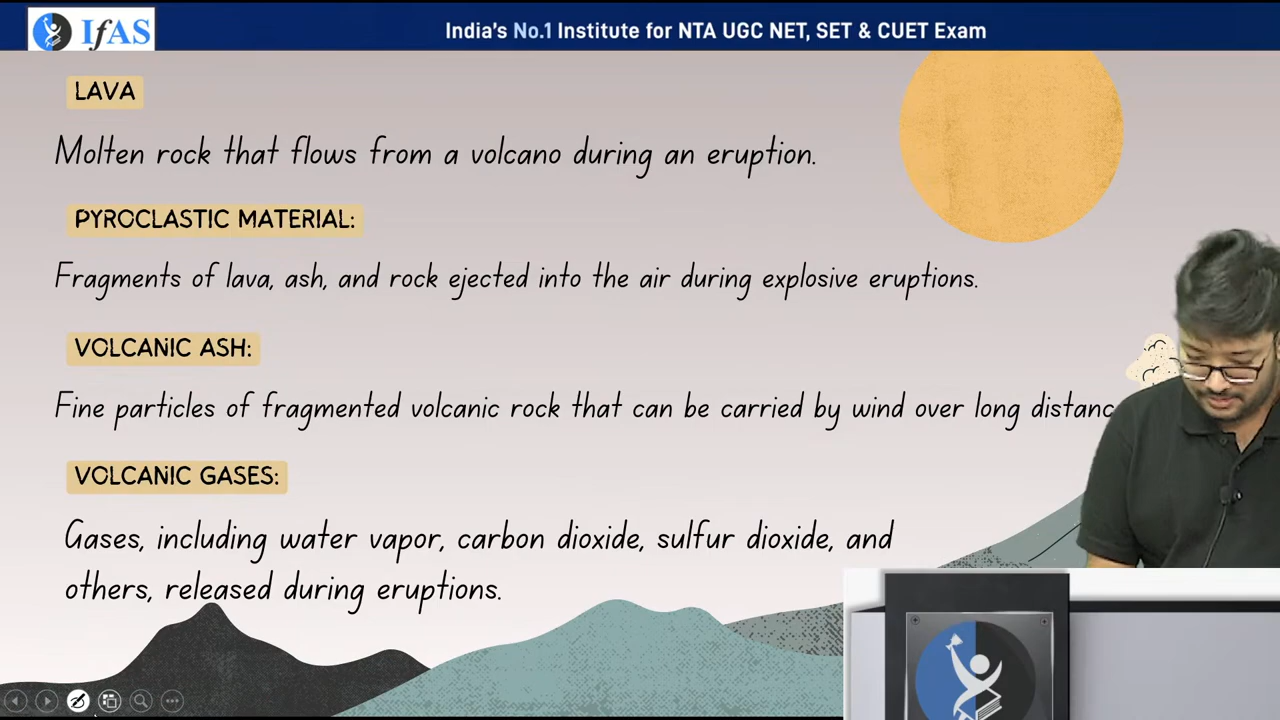 IfAS
India's No.1 Institute for NTA UGC NET, SET & CUET Exam
LAVA
Molten rock that flows from a volcano during an eruption.
PYROCLASTIC MATERIAL:
Fragments of lava, ash, and rock ejected into the air during explosive eruptions.
VOLCANIC ASH:
Fine particles of fragmented volcanic rock that can be carried by wind over long distanc
VOLCANIC GASES:
Gases, including water vapor, carbon dioxide, sulfur dioxide, and
others, released during eruptions.